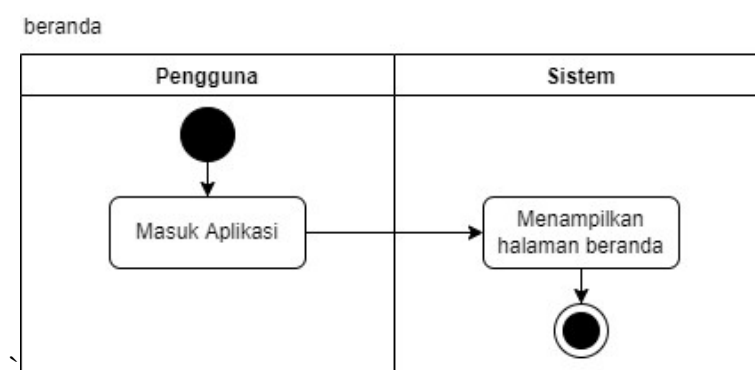 beranda
Pengguna
Sistem
Masuk Aplikasi
Menampilkan
halaman beranda
`